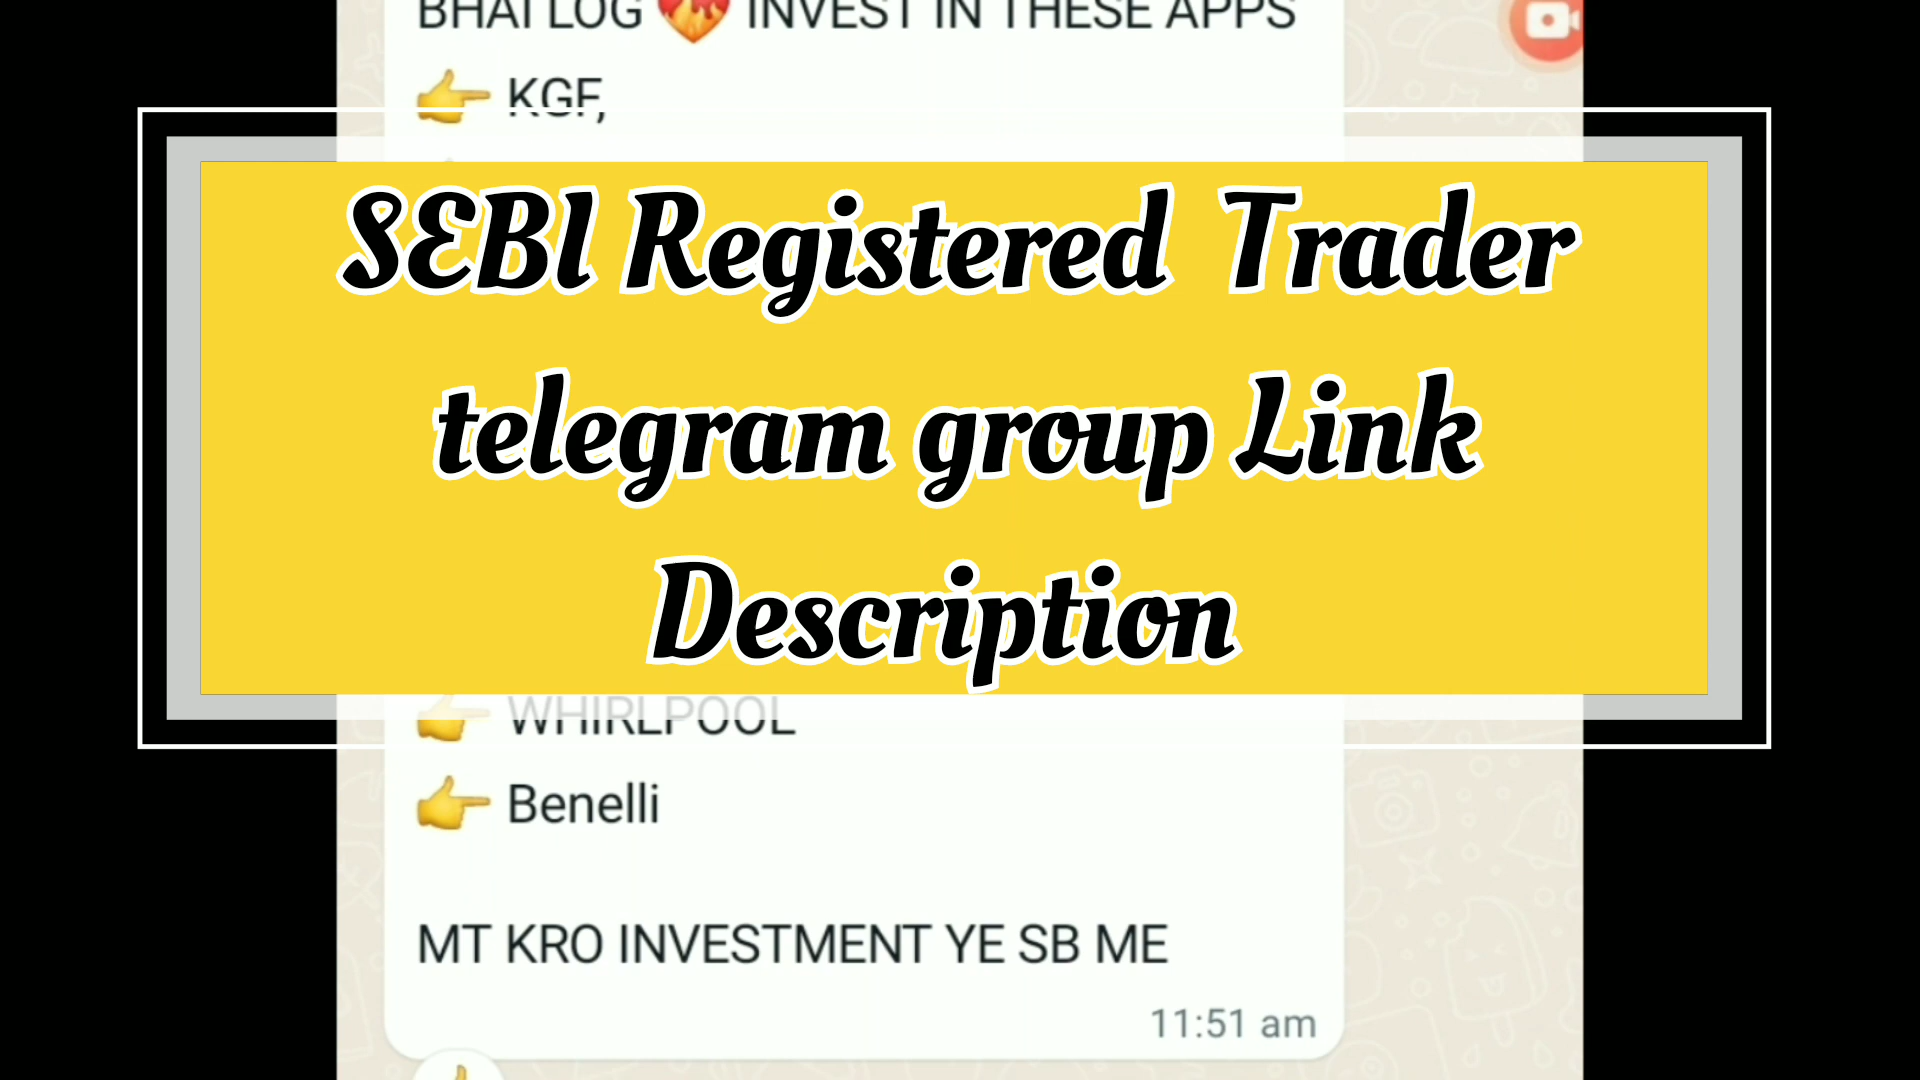 BHAI LOG ❤️‍🔥 INVEST IN THESE APPS
👉 KGF,
SEBI Registered Trader
telegram group Link
Description
👉 WHIRLPOOL
👉 Benelli
MT KRO INVESTMENT YE SB ME
11:51 am